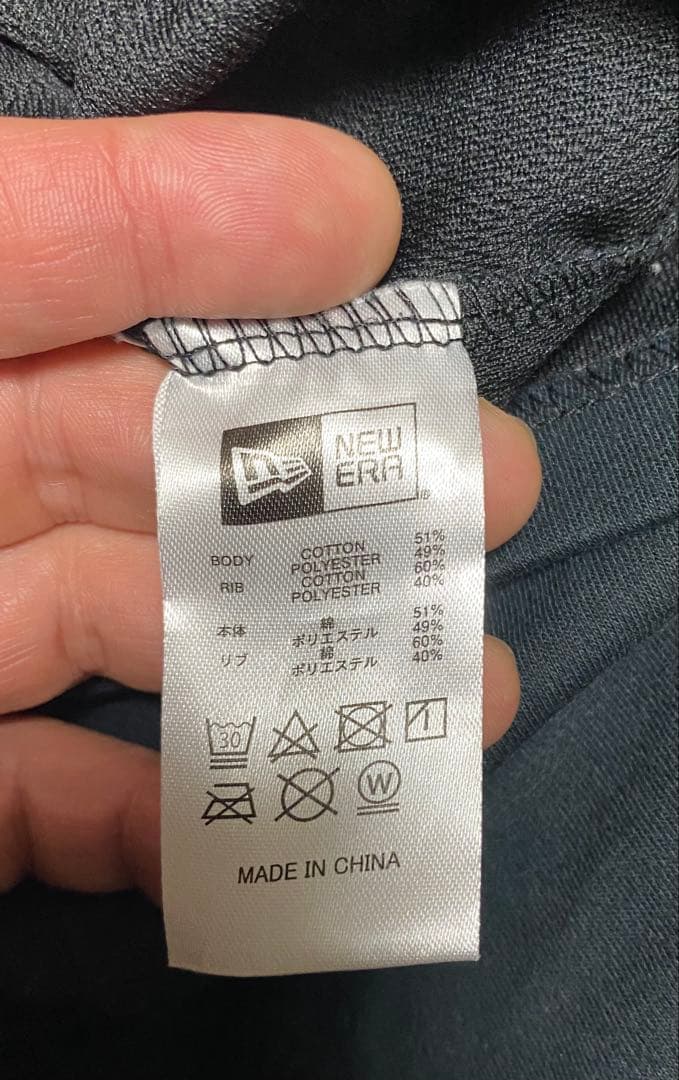 NEW
ERA
®
BODY COTTON 51%
POLYESTER 49%
RIB COTTON 60%
POLYESTER 40%
本体 綿 51%
ポリエステル 49%
リブ 綿 60%
ポリエステル 40%
30
W
MADE IN CHINA